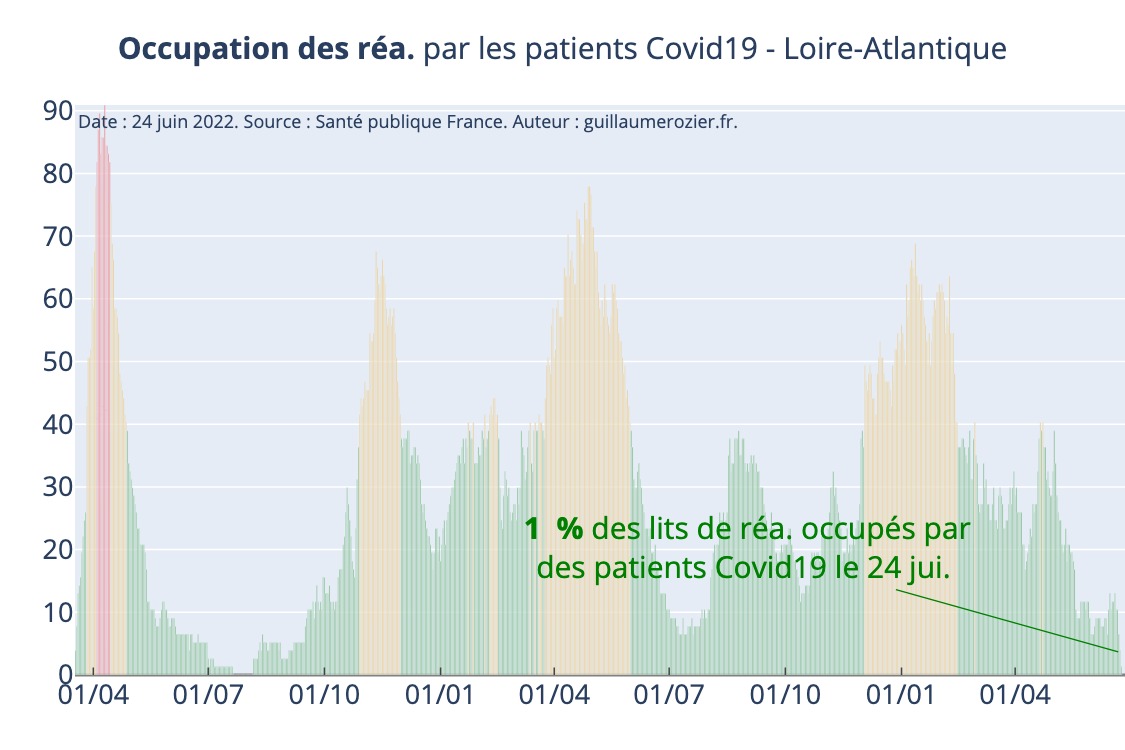 Occupation des réa. par les patients Covid19 - Loire-Atlantique
90
Date : 24 juin 2022. Source : Santé publique France. Auteur : guillaumerozier.fr.
80
70
60
50
40
30
20
10
0
1 % des lits de réa. occupés par
des patients Covid19 le 24 jui.
01/04 01/07 01/10 01/01 01/04 01/07 01/10 01/01 01/04